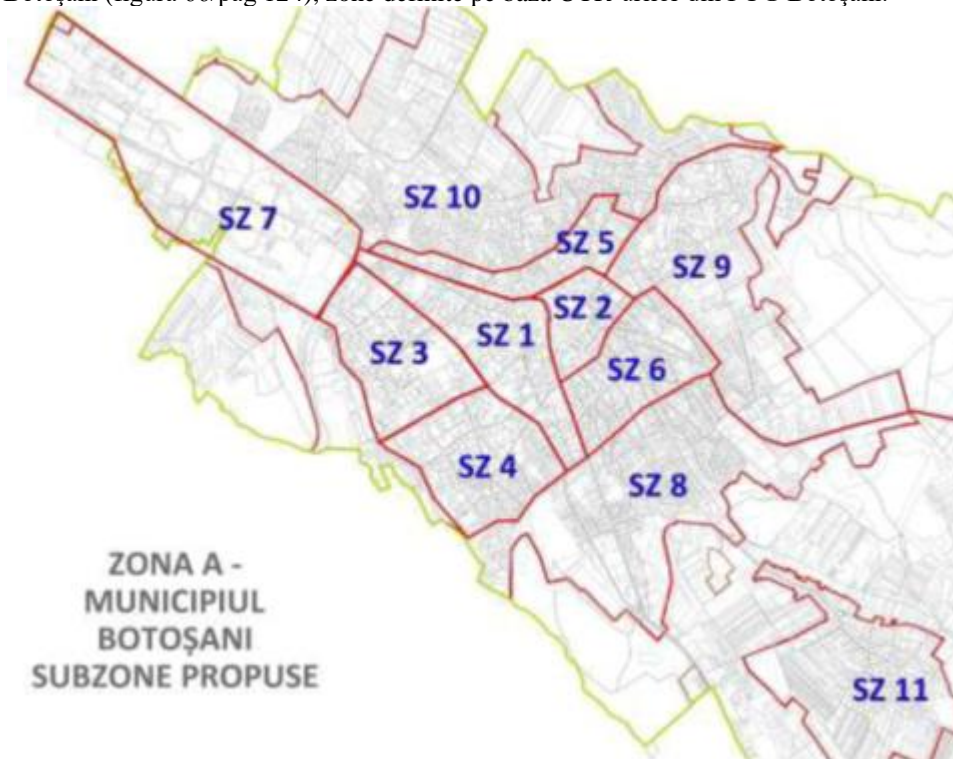 SZ 10
SZ 7
SZ 5
SZ 9
SZ 2
SZ 1
SZ 3
SZ 6
SZ 4
SZ 8
ZONA A -
MUNICIPIUL
BOTOȘANI
SUBZONE PROPUSE
SZ 11